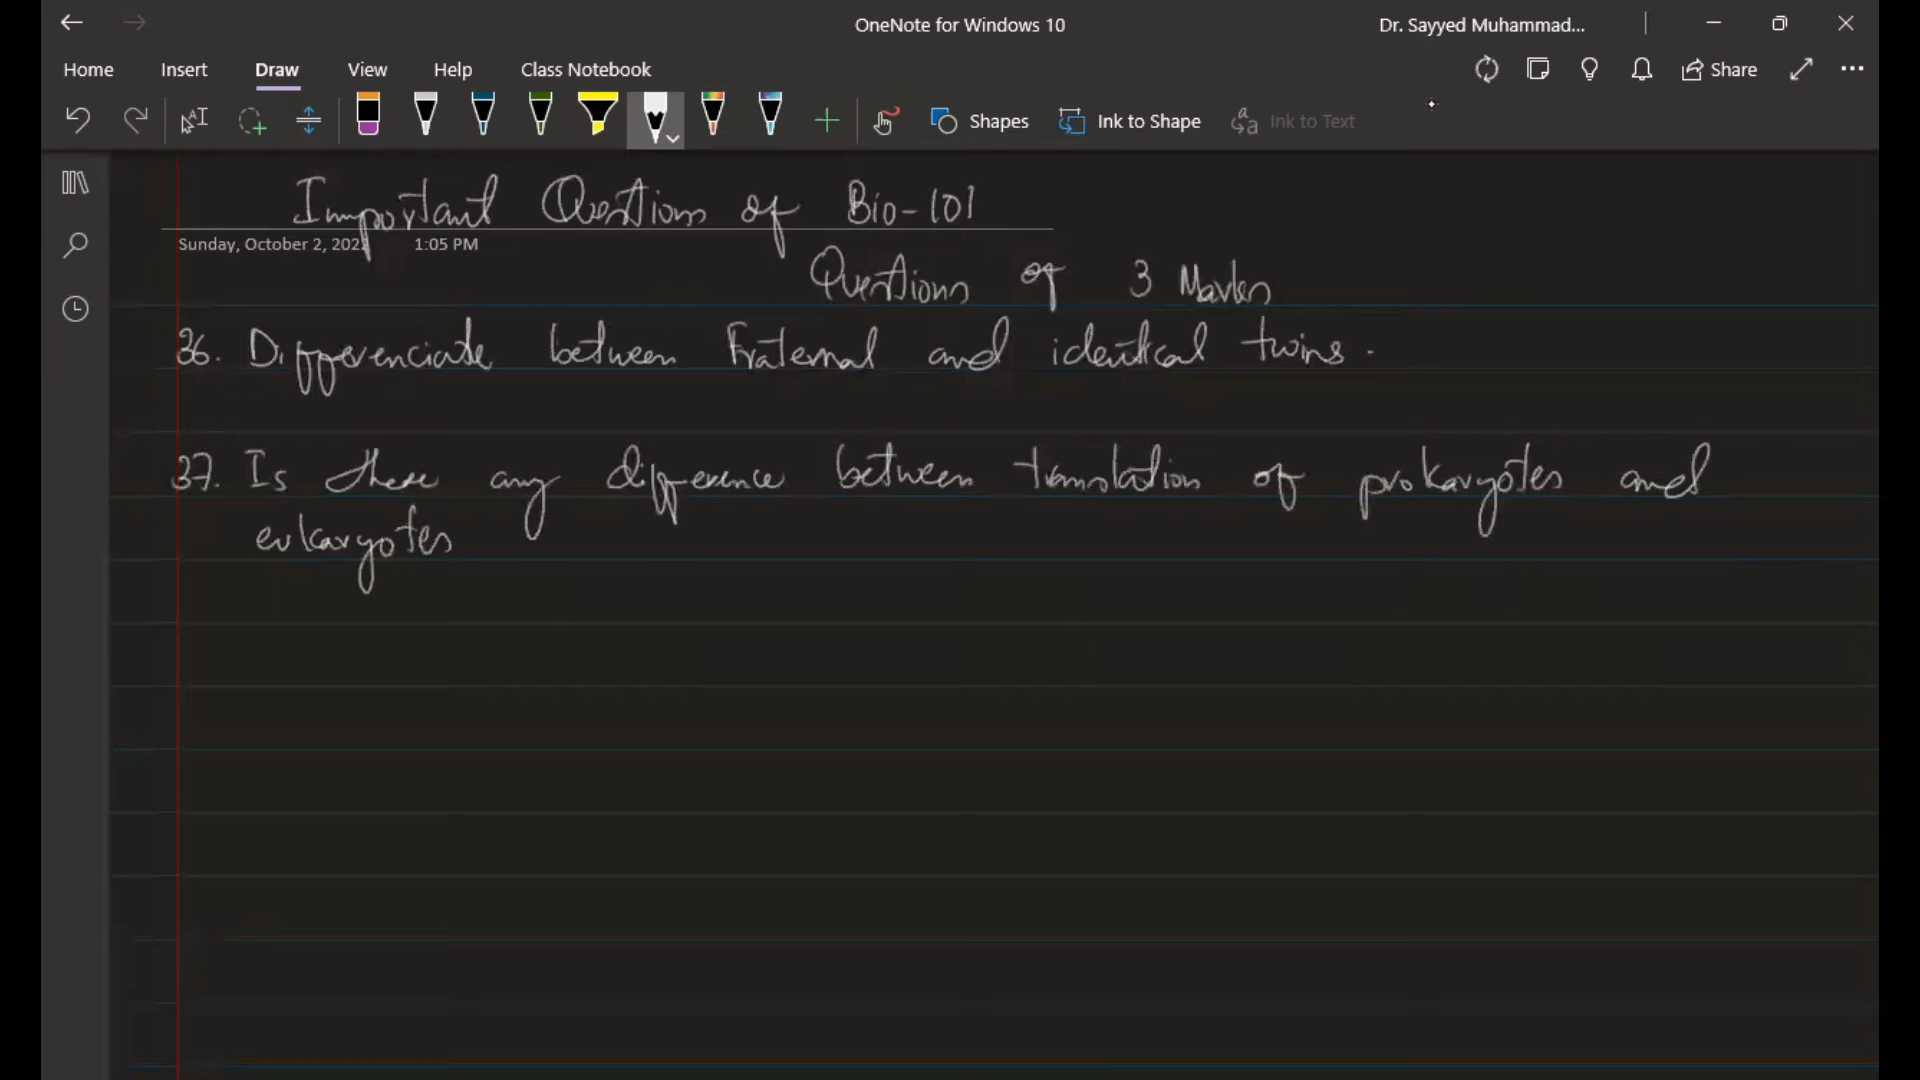 OneNote for Windows 10
Dr. Sayyed Muhammad...
Home Insert Draw View Help Class Notebook
Share
Shapes Ink to Shape Ink to Text
Important Questions of Bio-101
Sunday, October 2, 2022 1:05 PM
Questions of 3 Marks
36. Differenciate between Fraternal and identical twins.
37. Is there any difference between translation of prokaryotes and
eukaryotes